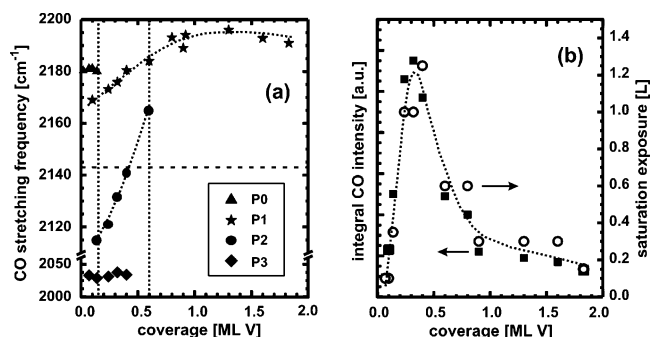 2200
2180
2160
2140
2120
2050
2000
CO stretching frequency [cm⁻¹]
(a)
P0
P1
P2
P3
0.0 0.5 1.0 1.5 2.0
coverage [ML V]
integral CO intensity [a.u.]
(b)
1.4
1.2
1.0
0.8
0.6
0.4
0.2
0.0
saturation exposure [L]
0.0 0.5 1.0 1.5 2.0
coverage [ML V]